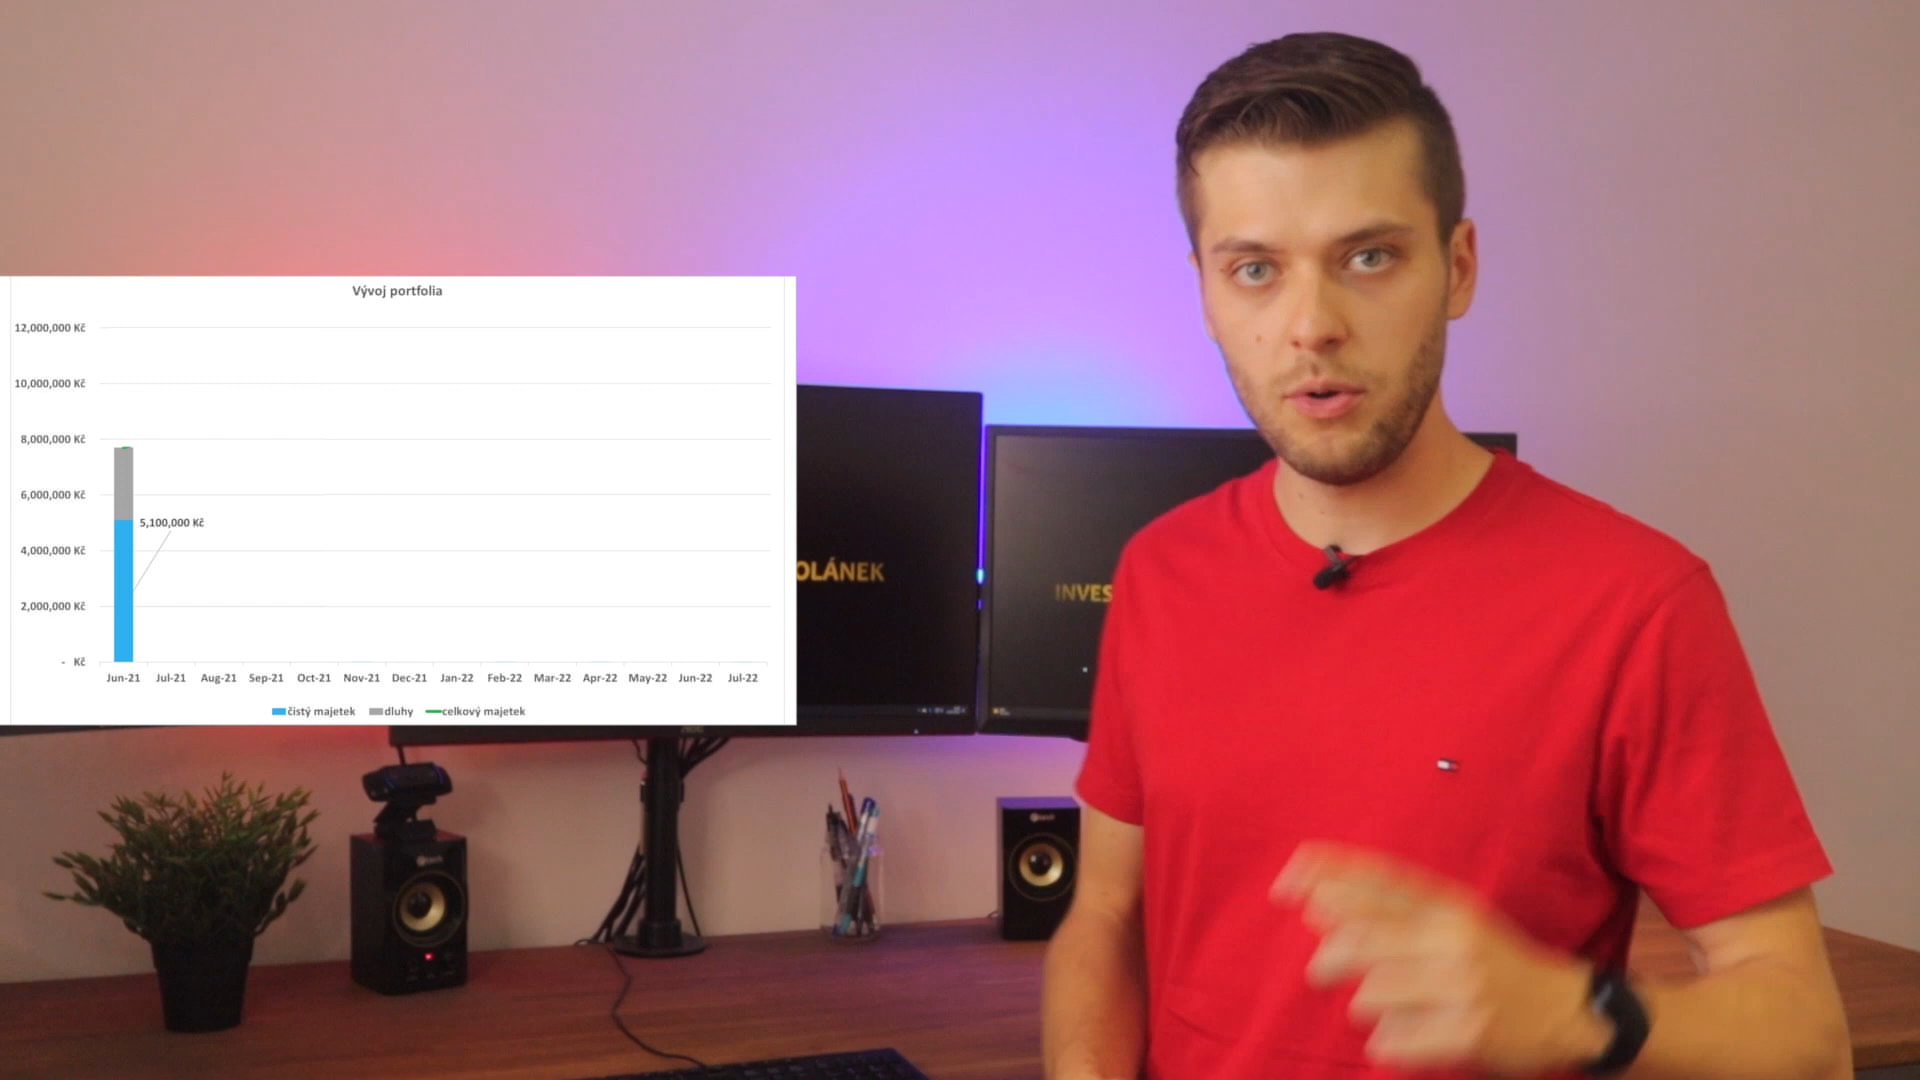 Vývoj portfolia
12,000,000 Kč
10,000,000 Kč
8,000,000 Kč
6,000,000 Kč
5,100,000 Kč
4,000,000 Kč
2,000,000 Kč
- Kč
Jun-21 Jul-21 Aug-21 Sep-21 Oct-21 Nov-21 Dec-21 Jan-22 Feb-22 Mar-22 Apr-22 May-22 Jun-22 Jul-22
čistý majetek dluhy celkový majetek
OLÁNEK
INVES